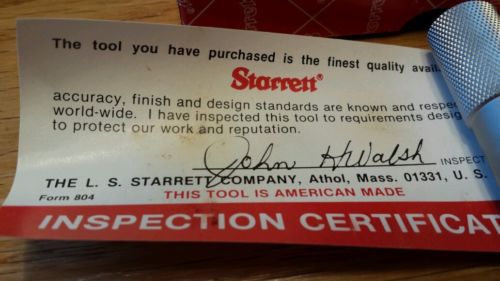 The tool you have purchased is the finest quality
Starrett
accuracy, finish and design standards are known and
world-wide. I have inspected this tool to requirements
to protect our work and reputation.
John H Walsh
THE L. S. STARRETT COMPANY, Athol, Mass. 01331, U. S.
Form 804
THIS TOOL IS AMERICAN MADE
INSPECTION